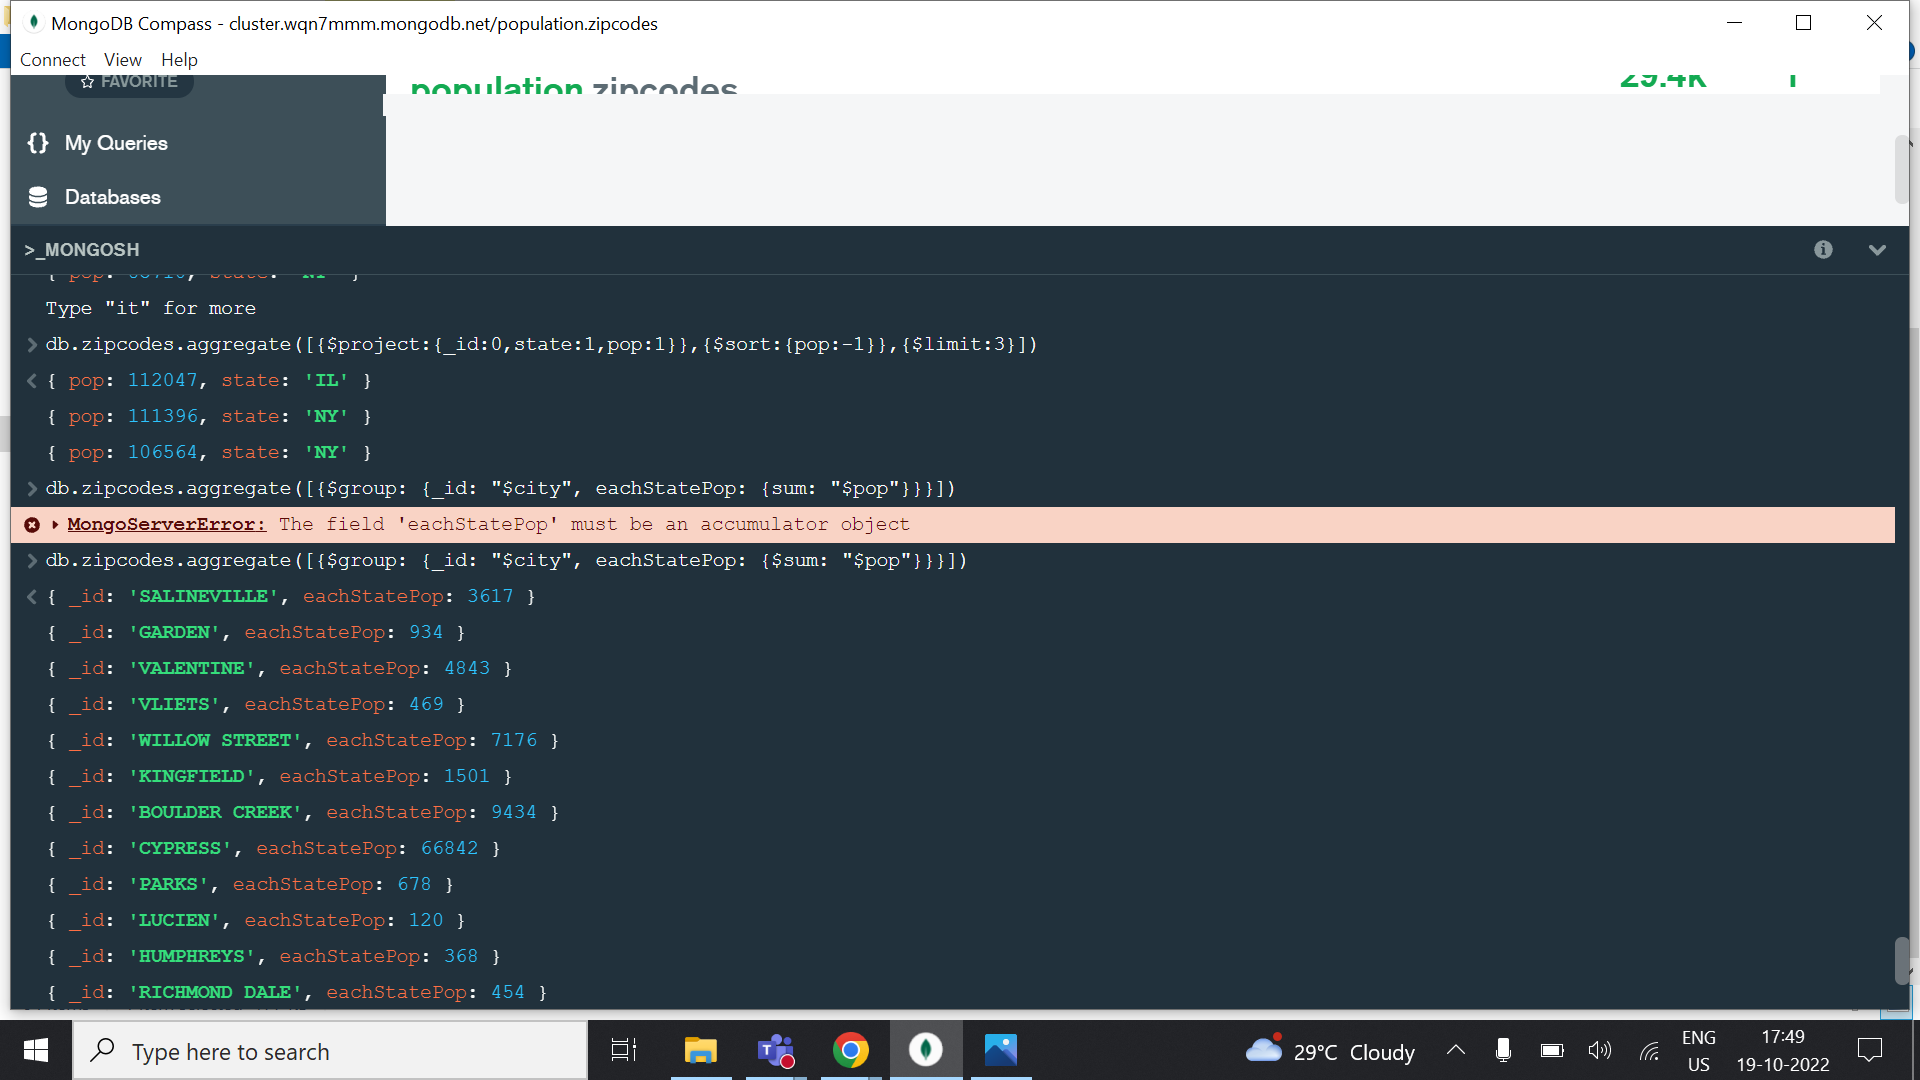 MongoDB Compass - cluster.wqn7mmm.mongodb.net/population.zipcodes
Connect View Help
FAVORITE
population.zipcodes
29.4K
My Queries
Databases
>_MONGOSH
Type "it" for more
db.zipcodes.aggregate([{$project:{_id:0,state:1,pop:1}},{$sort:{pop:-1}},{$limit:3}])
{ pop: 112047, state: 'IL' }
{ pop: 111396, state: 'NY' }
{ pop: 106564, state: 'NY' }
db.zipcodes.aggregate([{$group: {_id: "$city", eachStatePop: {sum: "$pop"}}}])
MongoServerError: The field 'eachStatePop' must be an accumulator object
db.zipcodes.aggregate([{$group: {_id: "$city", eachStatePop: {$sum: "$pop"}}}])
{ _id: 'SALINEVILLE', eachStatePop: 3617 }
{ _id: 'GARDEN', eachStatePop: 934 }
{ _id: 'VALENTINE', eachStatePop: 4843 }
{ _id: 'VLIETS', eachStatePop: 469 }
{ _id: 'WILLOW STREET', eachStatePop: 7176 }
{ _id: 'KINGFIELD', eachStatePop: 1501 }
{ _id: 'BOULDER CREEK', eachStatePop: 9434 }
{ _id: 'CYPRESS', eachStatePop: 66842 }
{ _id: 'PARKS', eachStatePop: 678 }
{ _id: 'LUCIEN', eachStatePop: 120 }
{ _id: 'HUMPHREYS', eachStatePop: 368 }
{ _id: 'RICHMOND DALE', eachStatePop: 454 }
Type here to search
29°C Cloudy
ENG
US
17:49
19-10-2022